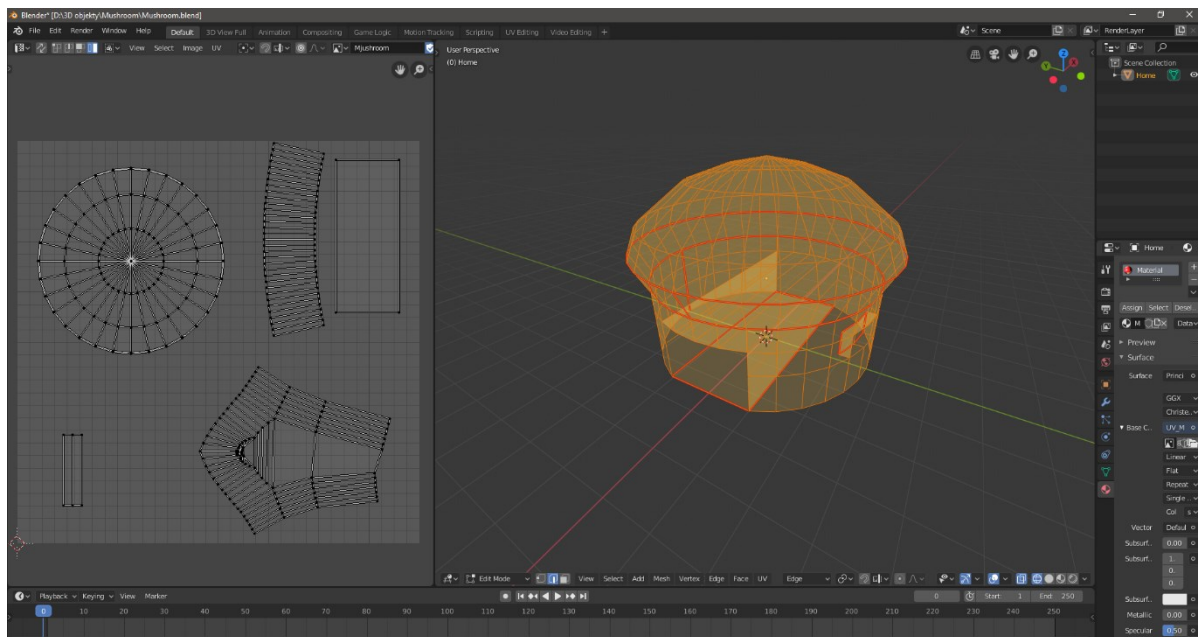 Blender* [D:\3D objekty\Mushroom\Mushroom.blend]
File Edit Render Window Help Default 3D View Full Animation Compositing Game Logic Motion Tracking Scripting UV Editing Video Editing +
Scene RenderLayer
View Select Image UV Mjushroom
User Perspective
(0) Home
Scene Collection
Home
Home
Material
Assign Select Desel..
M Data
Preview
Surface
Surface Princi
GGX
Christe..
Base C.. UV_M
Linear
Flat
Repeat
Single ..
Col s
Vector Defaul
Subsurf.. 0.00
Subsurf.. 1.
0.
0.
Subsurf..
Metallic 0.00
Specular 0.50
Edit Mode View Select Add Mesh Vertex Edge Face UV Edge
Playback Keying View Marker 0 Start: 1 End: 250
0 10 20 30 40 50 60 70 80 90 100 110 120 130 140 150 160 170 180 190 200 210 220 230 240 250